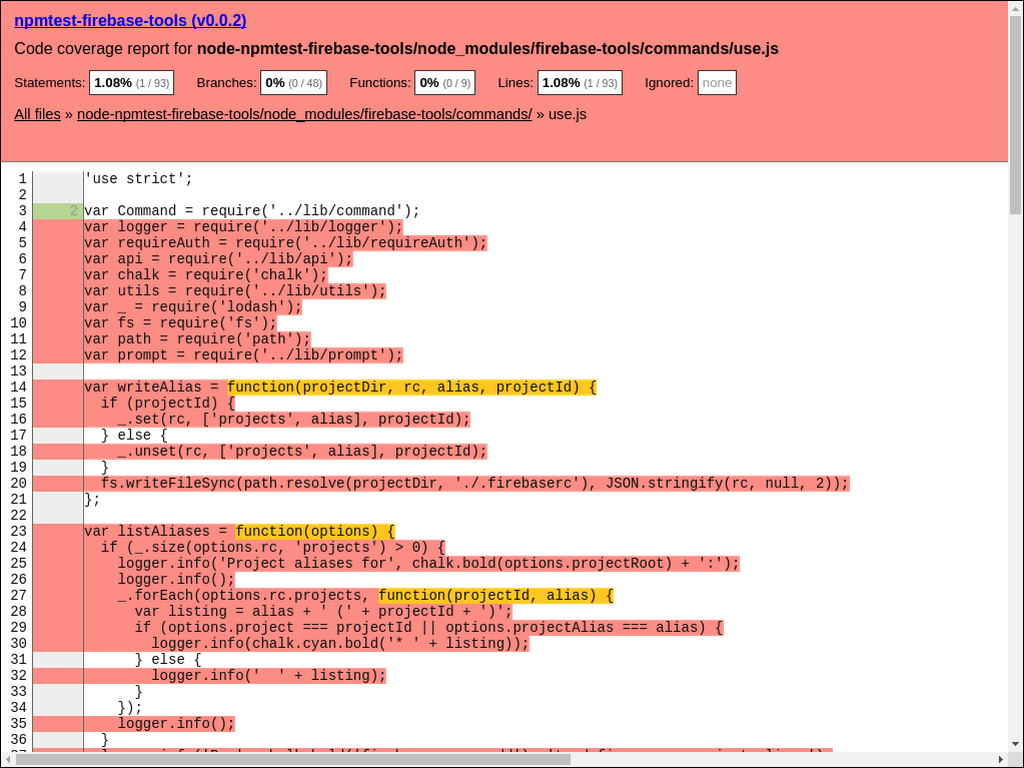 npmtest-firebase-tools (v0.0.2)
Code coverage report for node-npmtest-firebase-tools/node_modules/firebase-tools/commands/use.js
Statements: 1.08% (1 / 93) Branches: 0% (0 / 48) Functions: 0% (0 / 9) Lines: 1.08% (1 / 93) Ignored: none
All files » node-npmtest-firebase-tools/node_modules/firebase-tools/commands/ » use.js
1 'use strict';
2
3 2 var Command = require('../lib/command');
4 var logger = require('../lib/logger');
5 var requireAuth = require('../lib/requireAuth');
6 var api = require('../lib/api');
7 var chalk = require('chalk');
8 var utils = require('../lib/utils');
9 var _ = require('lodash');
10 var fs = require('fs');
11 var path = require('path');
12 var prompt = require('../lib/prompt');
13
14 var writeAlias = function(projectDir, rc, alias, projectId) {
15   if (projectId) {
16     _.set(rc, ['projects', alias], projectId);
17   } else {
18     _.unset(rc, ['projects', alias], projectId);
19   }
20   fs.writeFileSync(path.resolve(projectDir, './.firebaserc'), JSON.stringify(rc, null, 2));
21 };
22
23 var listAliases = function(options) {
24   if (_.size(options.rc, 'projects') > 0) {
25     logger.info('Project aliases for', chalk.bold(options.projectRoot) + ':');
26     logger.info();
27     _.forEach(options.rc.projects, function(projectId, alias) {
28       var listing = alias + ' (' + projectId + ')';
29       if (options.project === projectId || options.projectAlias === alias) {
30         logger.info(chalk.cyan.bold('* ' + listing));
31       } else {
32         logger.info('  ' + listing);
33       }
34     });
35     logger.info();
36   }